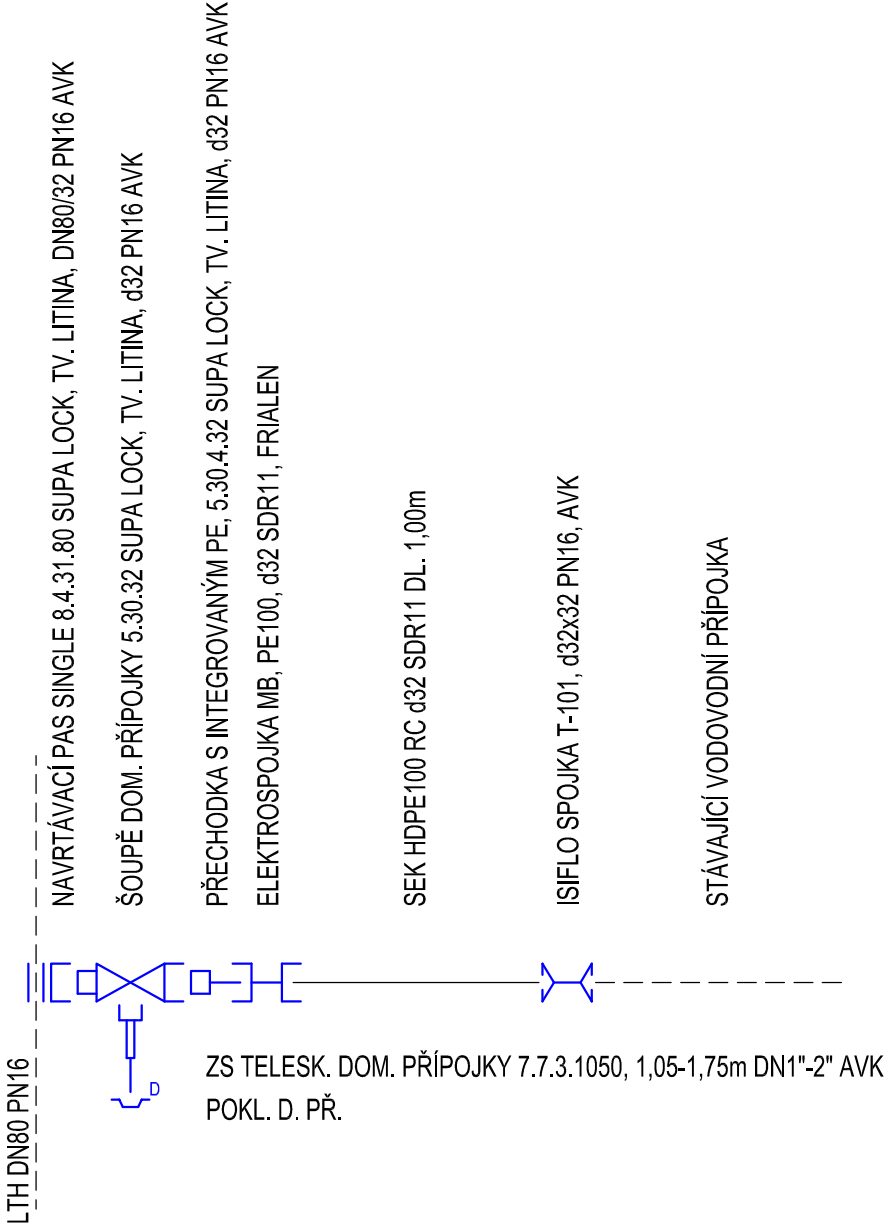 LTH DN80 PN16
NAVRTÁVACÍ PAS SINGLE 8.4.31.80 SUPA LOCK, TV. LITINA, DN80/32 PN16 AVK
ŠOUPĚ DOM. PŘÍPOJKY 5.30.32 SUPA LOCK, TV. LITINA, d32 PN16 AVK
PŘECHODKA S INTEGROVANÝM PE, 5.30.4.32 SUPA LOCK, TV. LITINA, d32 PN16 AVK
ELEKTROSPOJKA MB, PE100, d32 SDR11, FRIALEN
SEK HDPE100 RC d32 SDR11 DL. 1,00m
ISIFLO SPOJKA T-101, d32x32 PN16, AVK
STÁVAJÍCÍ VODOVODNÍ PŘÍPOJKA
D
ZS TELESK. DOM. PŘÍPOJKY 7.7.3.1050, 1,05-1,75m DN1"-2" AVK
POKL. D. PŘ.